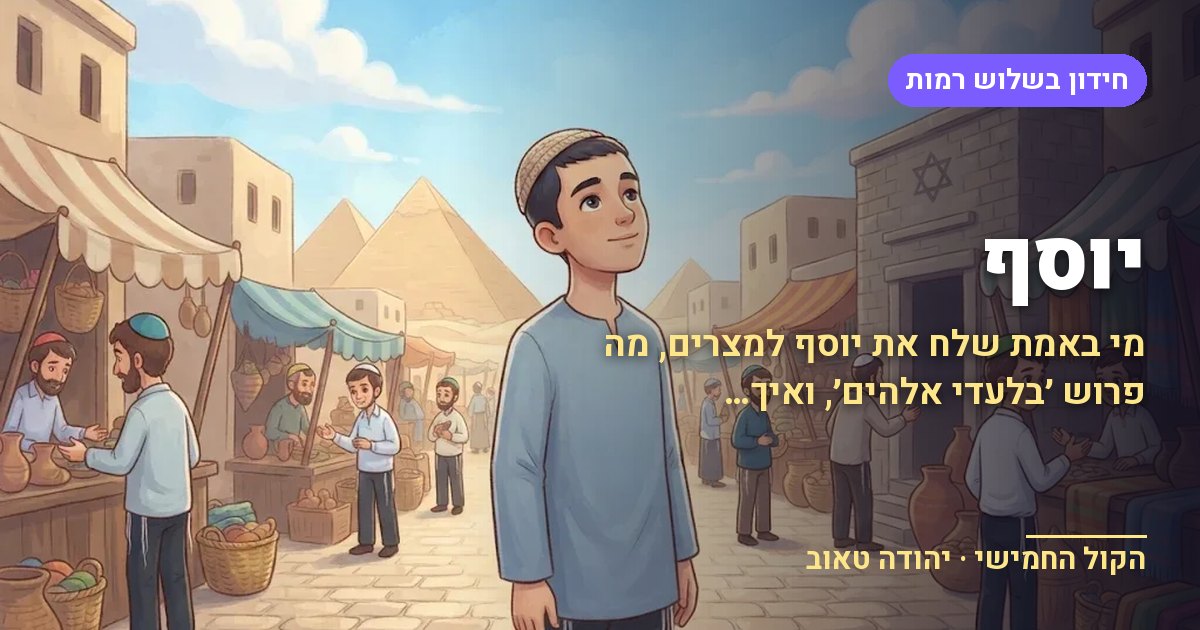 חידון בשלוש רמות
יוסף
מי באמת שלח את יוסף למצרים, מה
פרוש ׳בלעדי אלהים׳, ואיך…
הקול החמישי · יהודה טאוב